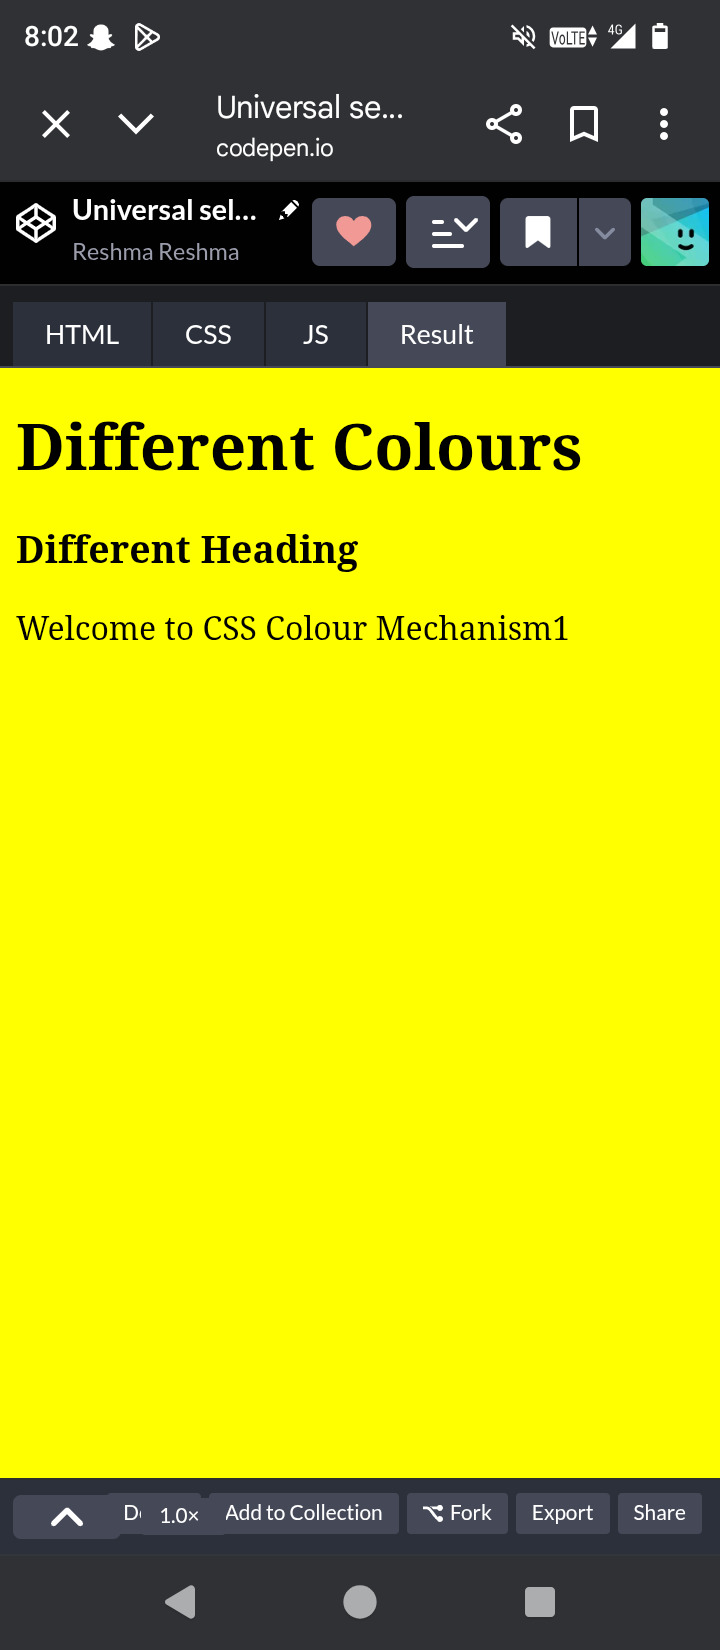 8:02
VoLTE 4G
Universal se...
codepen.io
Universal sel...
Reshma Reshma
HTML CSS JS Result
Different Colours
Different Heading
Welcome to CSS Colour Mechanism1
1.0× Add to Collection Fork Export Share